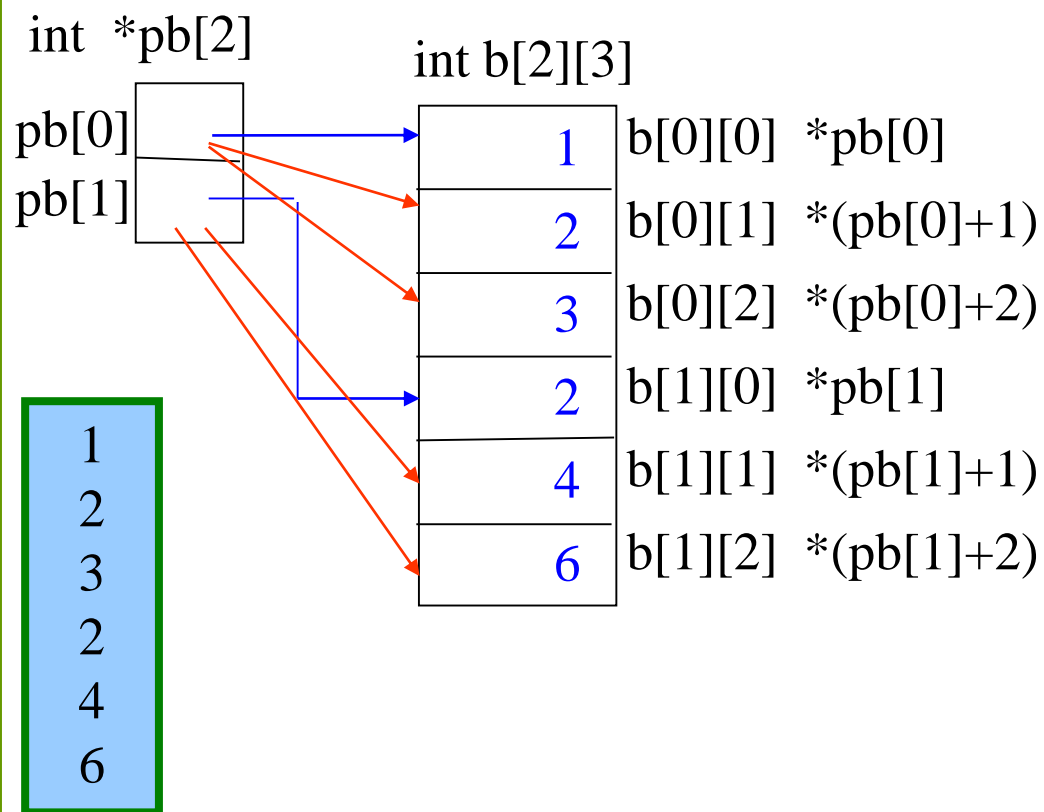 int *pb[2]
int b[2][3]
pb[0]
pb[1]
1 b[0][0] *pb[0]
2 b[0][1] *(pb[0]+1)
3 b[0][2] *(pb[0]+2)
2 b[1][0] *pb[1]
4 b[1][1] *(pb[1]+1)
6 b[1][2] *(pb[1]+2)
1
2
3
2
4
6